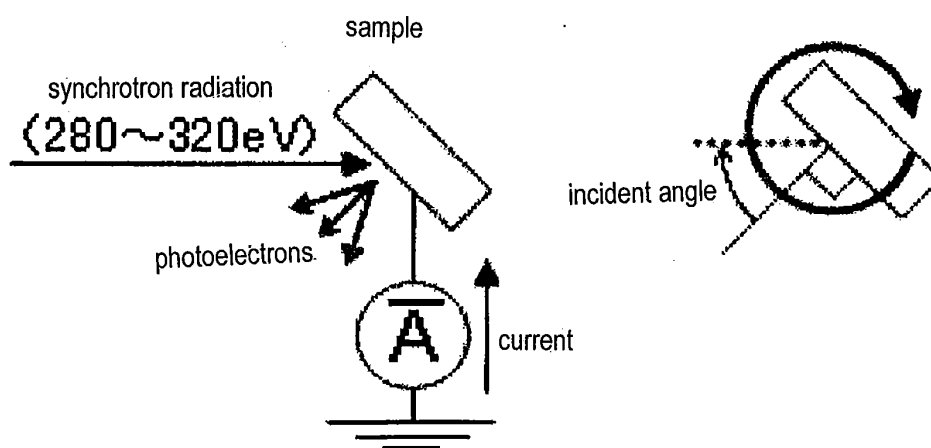 sample
synchrotron radiation
(280～320eV)
photoelectrons.
incident angle
A
current